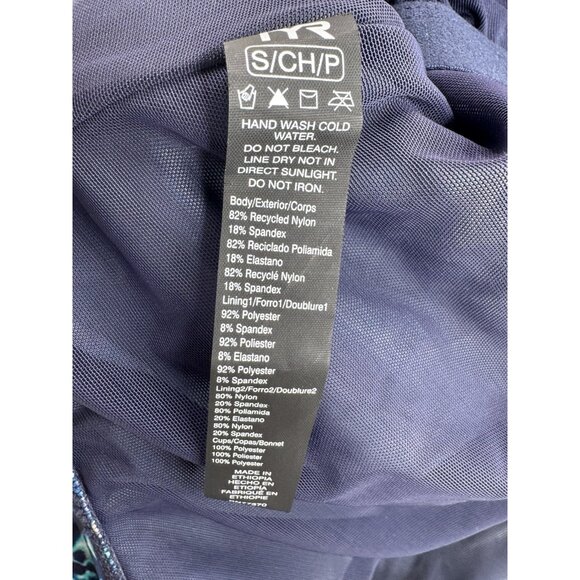 TYR
S/CH/P
HAND WASH COLD
WATER.
DO NOT BLEACH.
LINE DRY NOT IN
DIRECT SUNLIGHT.
DO NOT IRON.
Body/Exterior/Corps
82% Recycled Nylon
18% Spandex
82% Reciclado Poliamida
18% Elastano
82% Recyclé Nylon
18% Spandex
Lining1/Forro1/Doublure1
92% Polyester
8% Spandex
92% Poliester
8% Elastano
92% Polyester
8% Spandex
Lining2/Forro2/Doublure2
80% Nylon
20% Spandex
80% Poliamida
20% Elastano
80% Nylon
20% Spandex
Cups/Copas/Bonnet
100% Polyester
100% Poliester
100% Polyester
MADE IN
ETHIOPIA
HECHO EN
ETIOPÍA
FABRIQUÉ EN
ETHIOPIE